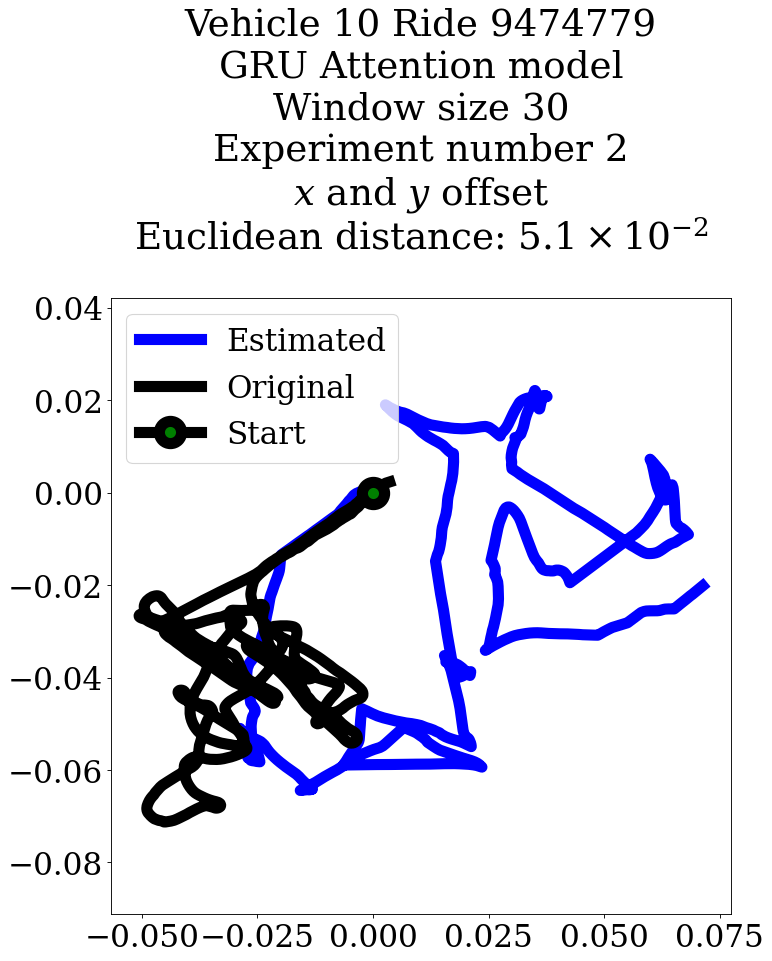 Vehicle 10 Ride 9474779
GRU Attention model
Window size 30
Experiment number 2
x and y offset
Euclidean distance: 5.1 × 10⁻²
0.04
0.02
0.00
−0.02
−0.04
−0.06
−0.08
Estimated
Original
Start
−0.050 −0.025 0.000 0.025 0.050 0.075